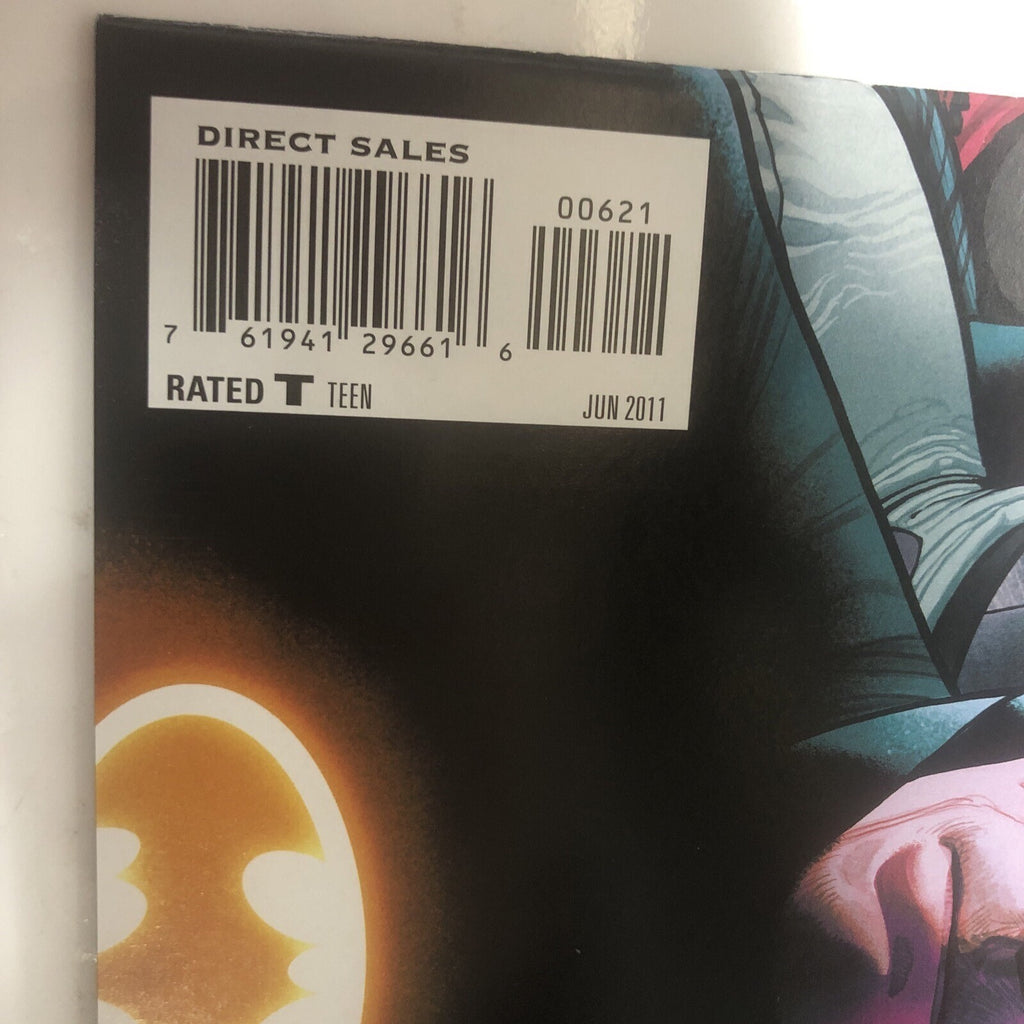 DIRECT SALES
00621
7 61941 29661 6
RATED T TEEN
JUN 2011